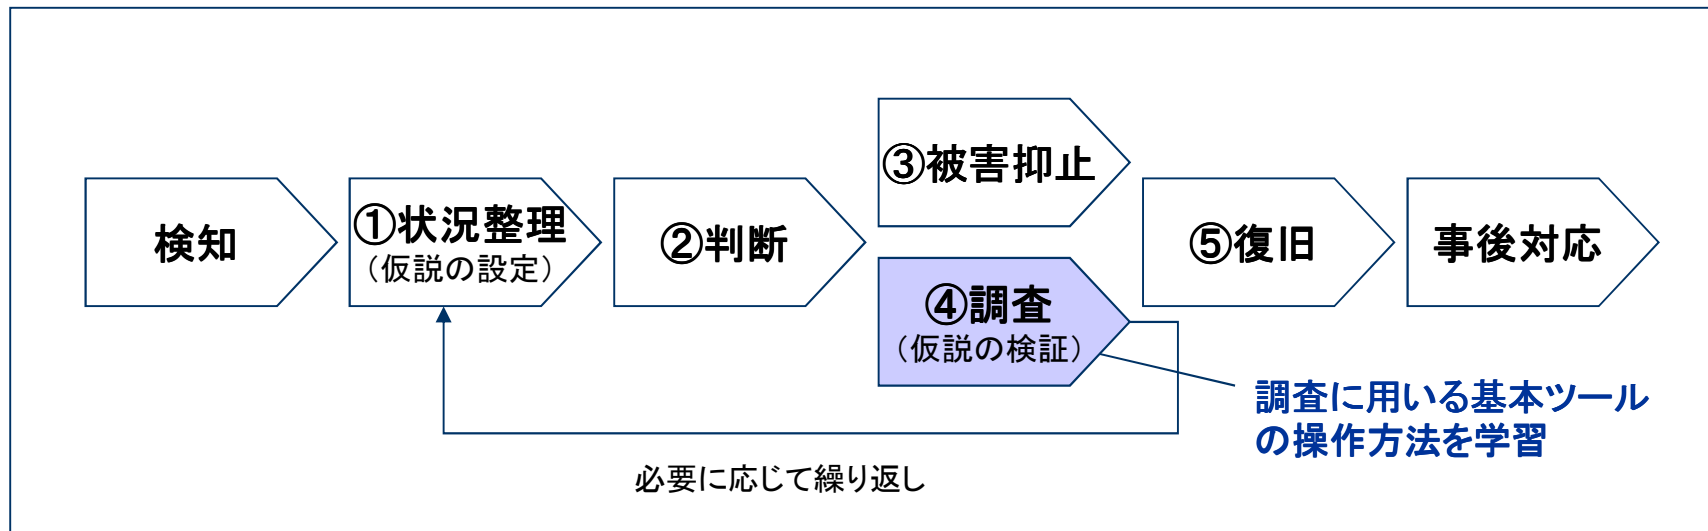 検知
①状況整理
（仮説の設定）
②判断
③被害抑止
④調査
（仮説の検証）
⑤復旧
事後対応
調査に用いる基本ツール
の操作方法を学習
必要に応じて繰り返し